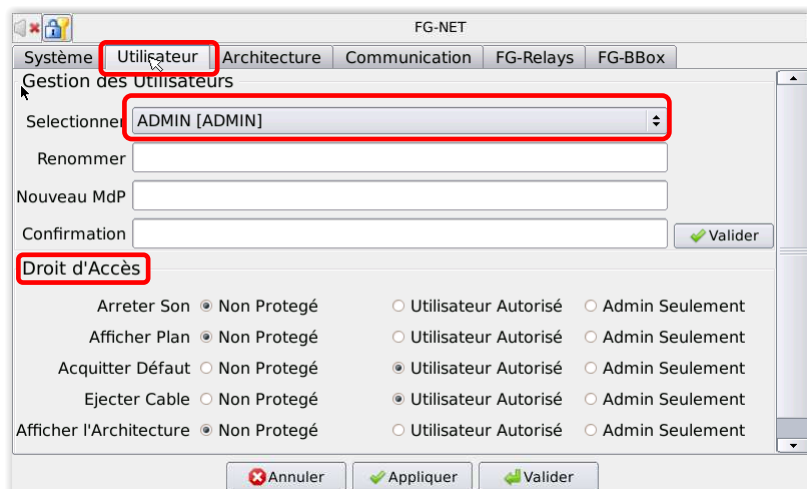 FG-NET
Système Utilisateur Architecture Communication FG-Relays FG-BBox
Gestion des Utilisateurs
Selectionner ADMIN [ADMIN]
Renommer
Nouveau MdP
Confirmation Valider
Droit d'Accès
Arreter Son Non Protegé Utilisateur Autorisé Admin Seulement
Afficher Plan Non Protegé Utilisateur Autorisé Admin Seulement
Acquitter Défaut Non Protegé Utilisateur Autorisé Admin Seulement
Ejecter Cable Non Protegé Utilisateur Autorisé Admin Seulement
Afficher l'Architecture Non Protegé Utilisateur Autorisé Admin Seulement
Annuler Appliquer Valider